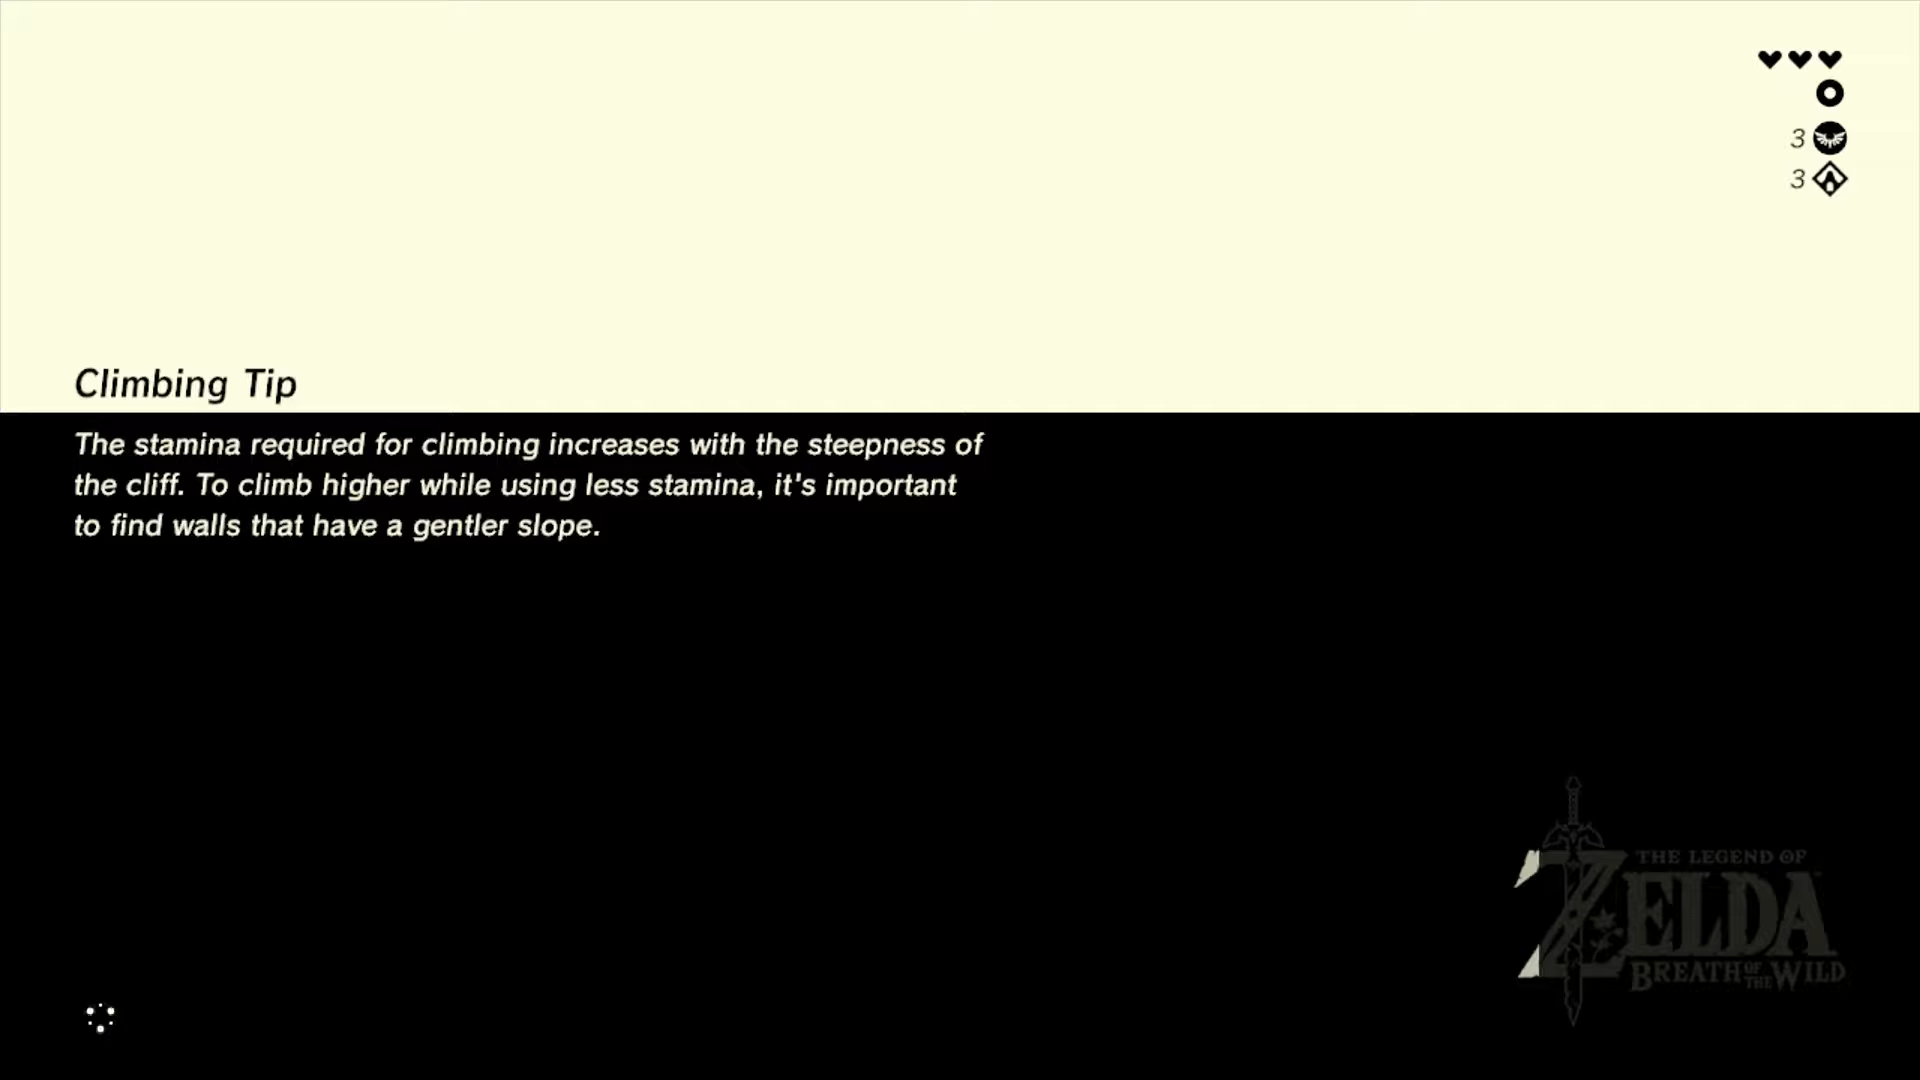 3
3
Climbing Tip
The stamina required for climbing increases with the steepness of
the cliff. To climb higher while using less stamina, it's important
to find walls that have a gentler slope.
THE LEGEND OF
ZELDA
BREATH OF THE WILD